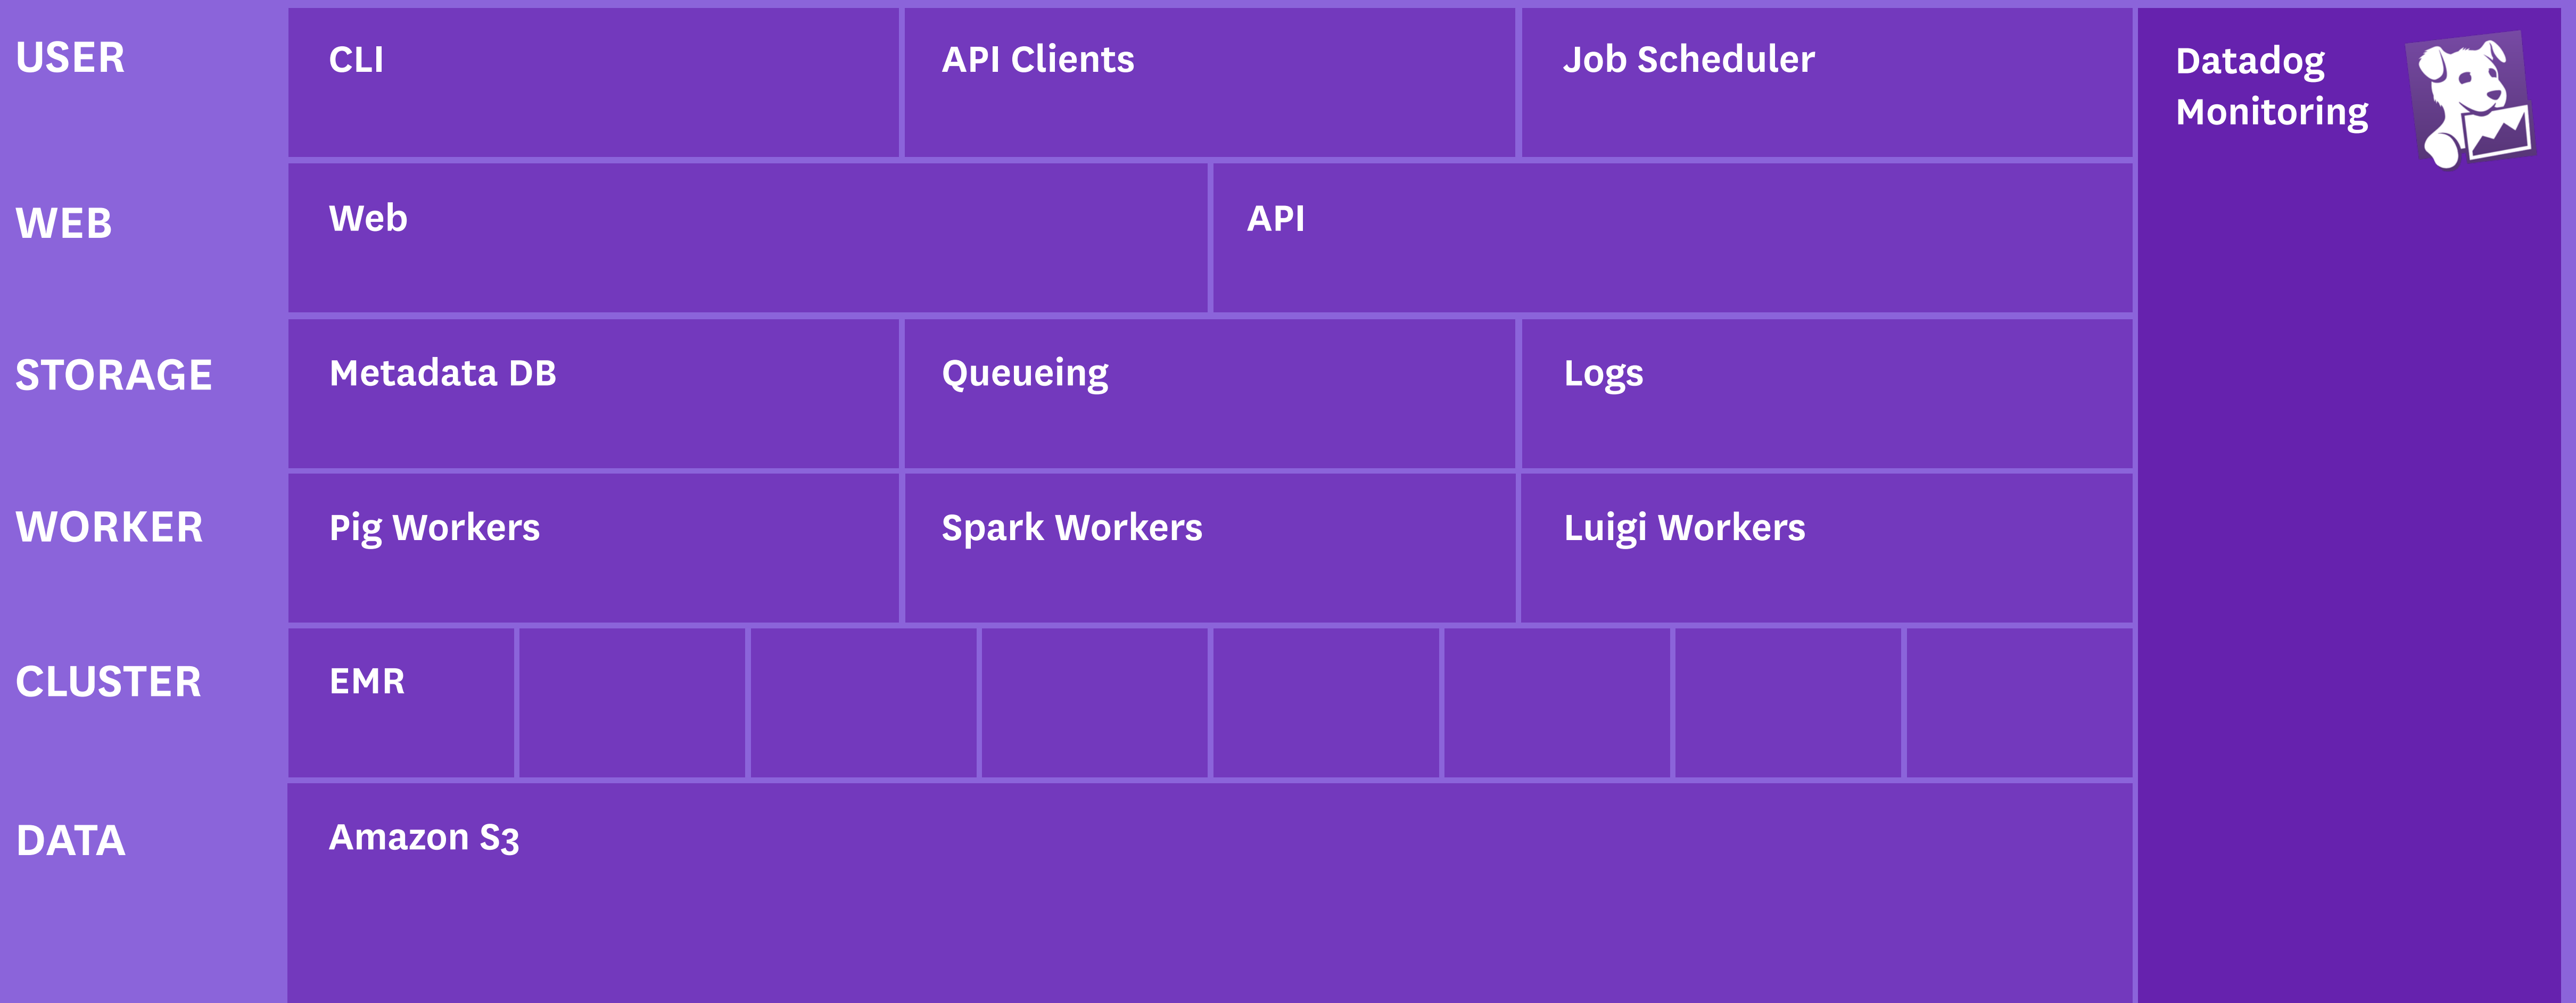 USER
CLI
API Clients
Job Scheduler
Datadog
Monitoring
WEB
Web
API
STORAGE
Metadata DB
Queueing
Logs
WORKER
Pig Workers
Spark Workers
Luigi Workers
CLUSTER
EMR
DATA
Amazon S3